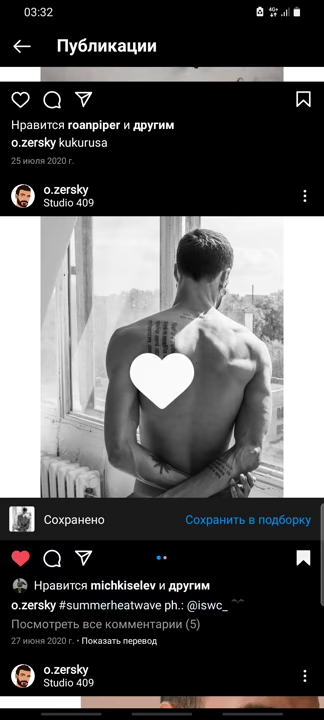 03:32
4G+
Публикации
Нравится roanpiper и другим
o.zersky kukurusa
25 июля 2020 г.
o.zersky
Studio 409
Сохранено
Сохранить в подборку
Нравится michkiselev и другим
o.zersky #summerheatwave ph.: @iswc_
Посмотреть все комментарии (5)
27 июня 2020 г. • Показать перевод
o.zersky
Studio 409